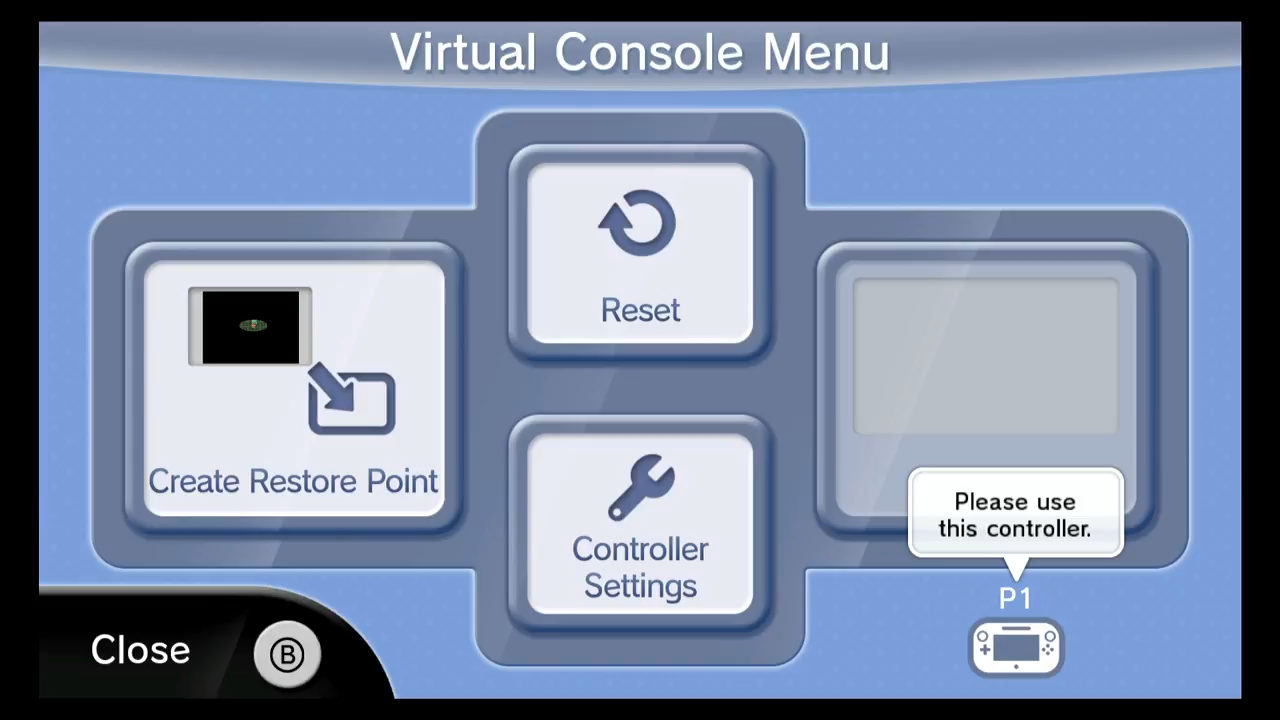 Virtual Console Menu
Reset
Create Restore Point
Controller
Settings
Please use
this controller.
P1
Close
B